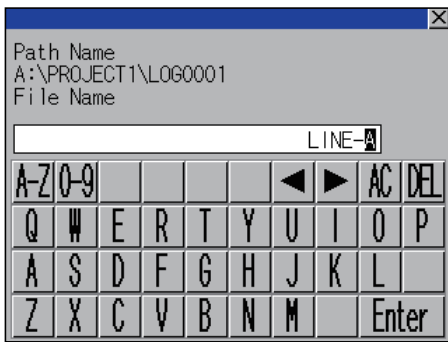 Path Name
A:\PROJECT1\LOG0001
File Name
LINE-A
A-Z 0-9 ◀ ▶ AC DEL
Q W E R T Y U I O P
A S D F G H J K L
Z X C V B N M Enter